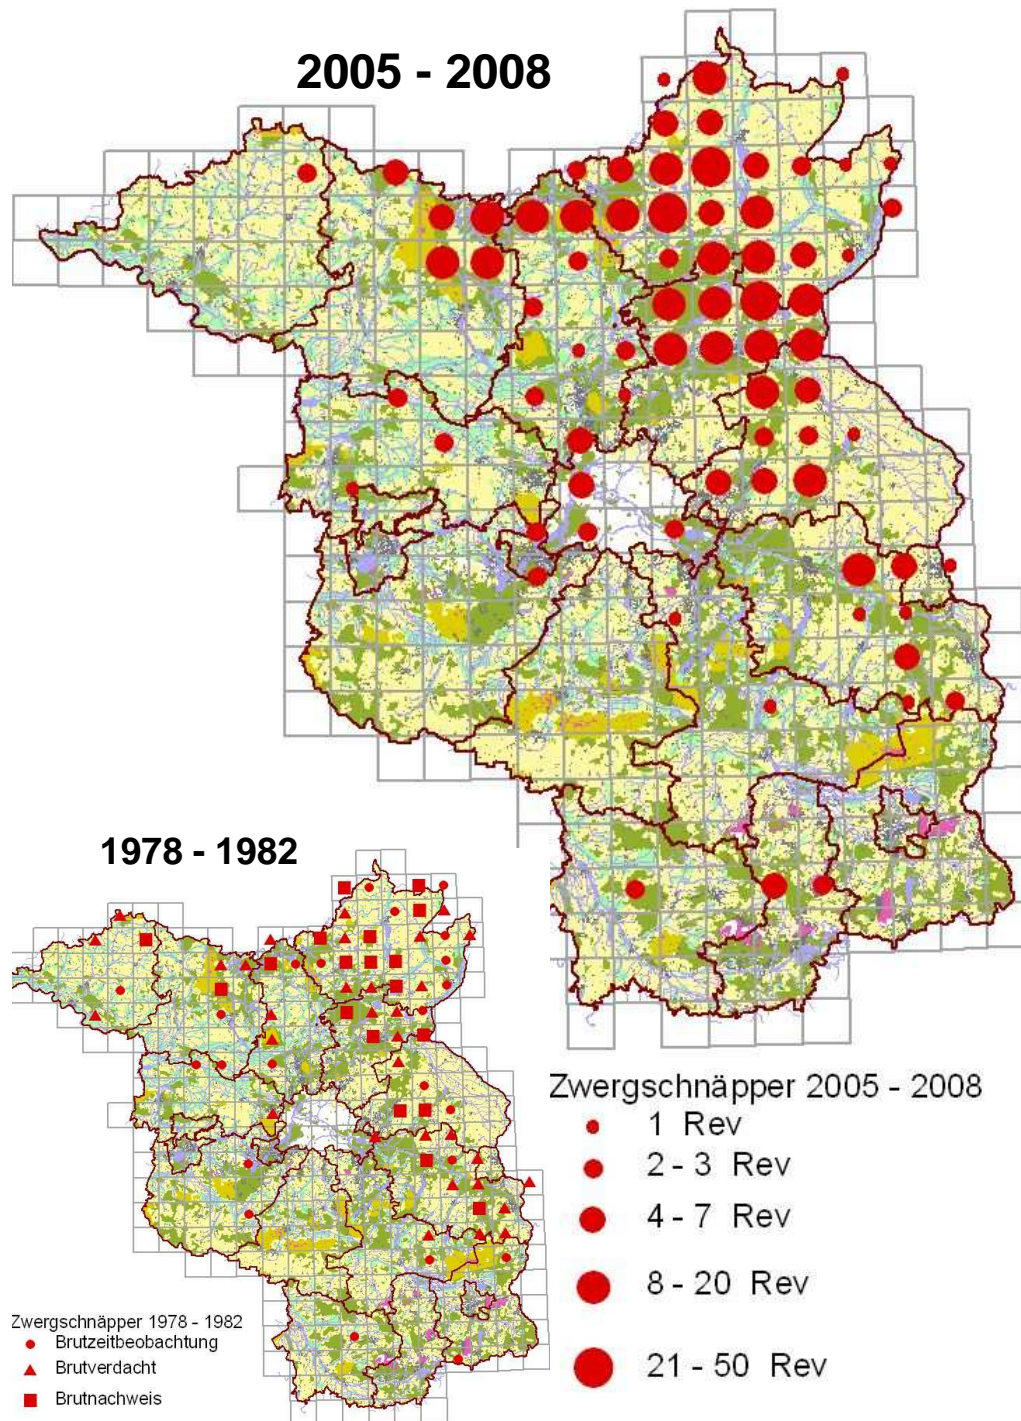 2005 - 2008
1978 - 1982
Zwergschnäpper 2005 - 2008
1 Rev
2 - 3 Rev
4 - 7 Rev
8 - 20 Rev
21 - 50 Rev
Zwergschnäpper 1978 - 1982
Brutzeitbeobachtung
Brutverdacht
Brutnachweis